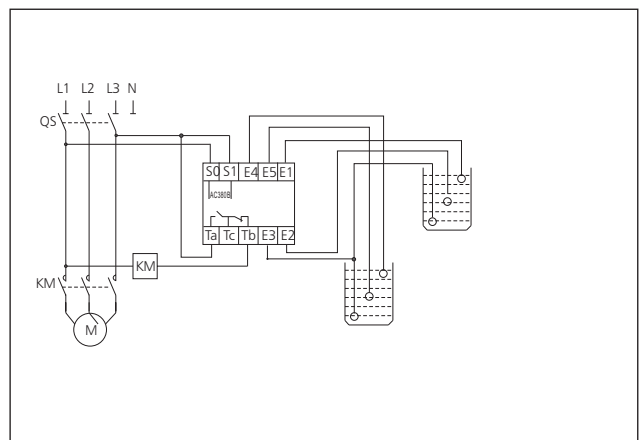 L1 L2 L3 N
QS
S0 S1 E4 E5 E1
AC380B
Ta Tc Tb E3 E2
KM
KM
M